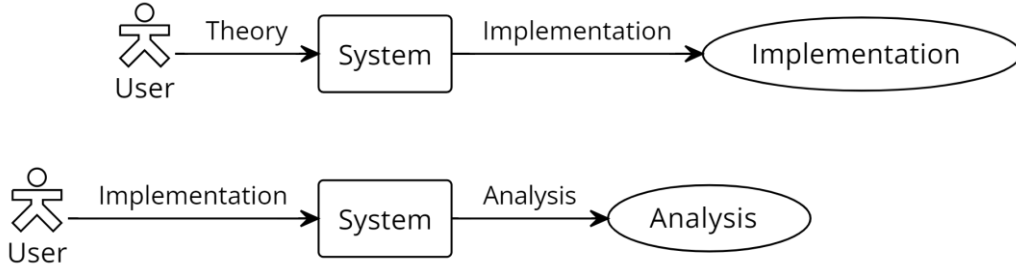 Theory
Implementation
System
Implementation
User
Implementation
Analysis
System
Analysis
User